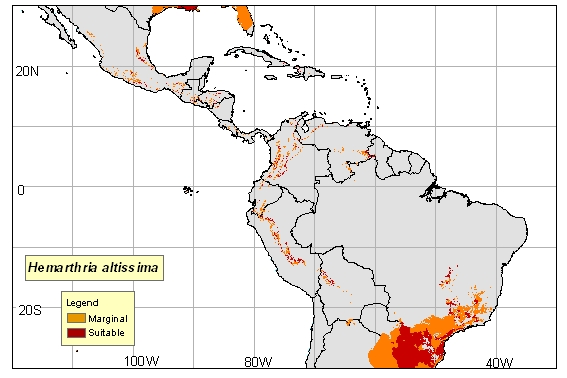 20N
0
Hemarthria altissima
Legend
Marginal
Suitable
20S
100W
80W
40W